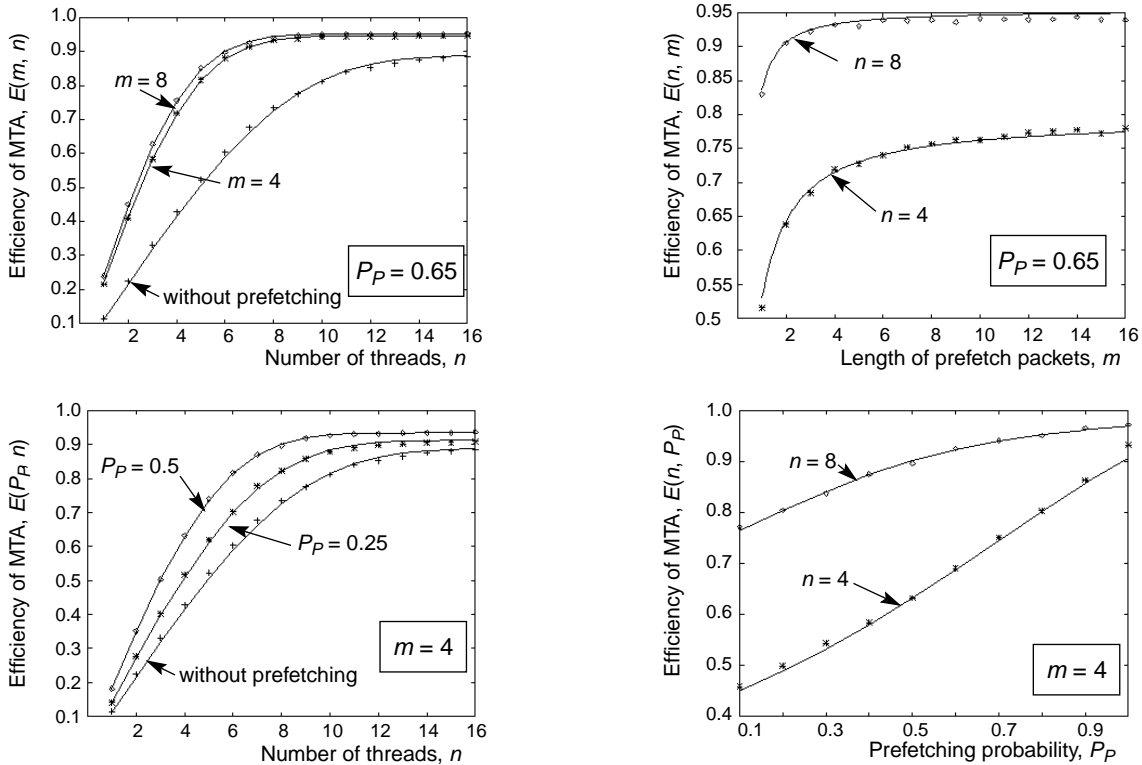 Efficiency of MTA, E(m, n)
1.0
0.9
0.8
0.7
0.6
0.5
0.4
0.3
0.2
0.1
m = 8
m = 4
P_P = 0.65
without prefetching
2 4 6 8 10 12 14 16
Number of threads, n
Efficiency of MTA, E(n, m)
0.95
0.9
0.85
0.8
0.75
0.7
0.65
0.6
0.55
0.5
n = 8
n = 4
P_P = 0.65
2 4 6 8 10 12 14 16
Length of prefetch packets, m
Efficiency of MTA, E(P_P, n)
1.0
0.9
0.8
0.7
0.6
0.5
0.4
0.3
0.2
0.1
P_P = 0.5
P_P = 0.25
m = 4
without prefetching
2 4 6 8 10 12 14 16
Number of threads, n
Efficiency of MTA, E(n, P_P)
1.0
0.9
0.8
0.7
0.6
0.5
0.4
n = 8
n = 4
m = 4
0.1 0.3 0.5 0.7 0.9
Prefetching probability, P_P